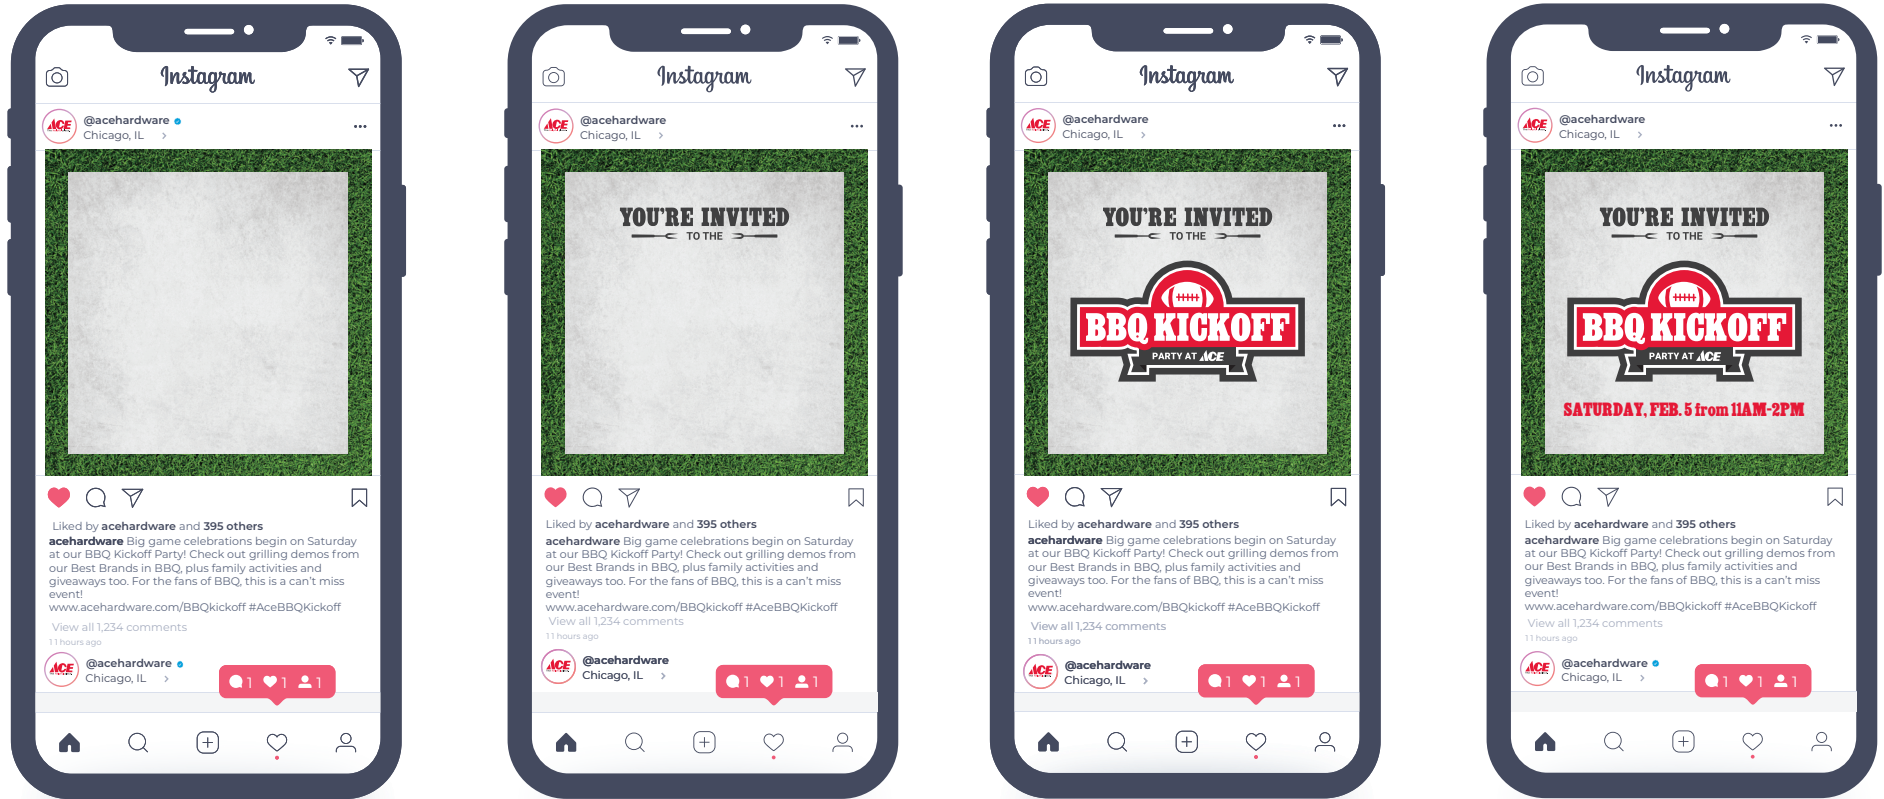 Instagram
ACE
@acehardware
Chicago, IL
Liked by acehardware and 395 others
acehardware Big game celebrations begin on Saturday
at our BBQ Kickoff Party! Check out grilling demos from
our Best Brands in BBQ, plus family activities and
giveaways too. For the fans of BBQ, this is a can't miss
event!
www.acehardware.com/BBQkickoff #AceBBQKickoff
View all 1,234 comments
11 hours ago
ACE
@acehardware
Chicago, IL
1 1 1
Instagram
ACE
@acehardware
Chicago, IL
YOU'RE INVITED
TO THE
Liked by acehardware and 395 others
acehardware Big game celebrations begin on Saturday
at our BBQ Kickoff Party! Check out grilling demos from
our Best Brands in BBQ, plus family activities and
giveaways too. For the fans of BBQ, this is a can't miss
event!
www.acehardware.com/BBQkickoff #AceBBQKickoff
View all 1,234 comments
11 hours ago
ACE
@acehardware
Chicago, IL
1 1 1
Instagram
ACE
@acehardware
Chicago, IL
YOU'RE INVITED
TO THE
BBQ KICKOFF
PARTY AT ACE
Liked by acehardware and 395 others
acehardware Big game celebrations begin on Saturday
at our BBQ Kickoff Party! Check out grilling demos from
our Best Brands in BBQ, plus family activities and
giveaways too. For the fans of BBQ, this is a can't miss
event!
www.acehardware.com/BBQkickoff #AceBBQKickoff
View all 1,234 comments
11 hours ago
ACE
@acehardware
Chicago, IL
1 1 1
Instagram
ACE
@acehardware
Chicago, IL
YOU'RE INVITED
TO THE
BBQ KICKOFF
PARTY AT ACE
SATURDAY, FEB. 5 from 11AM-2PM
Liked by acehardware and 395 others
acehardware Big game celebrations begin on Saturday
at our BBQ Kickoff Party! Check out grilling demos from
our Best Brands in BBQ, plus family activities and
giveaways too. For the fans of BBQ, this is a can't miss
event!
www.acehardware.com/BBQkickoff #AceBBQKickoff
View all 1,234 comments
11 hours ago
ACE
@acehardware
Chicago, IL
1 1 1